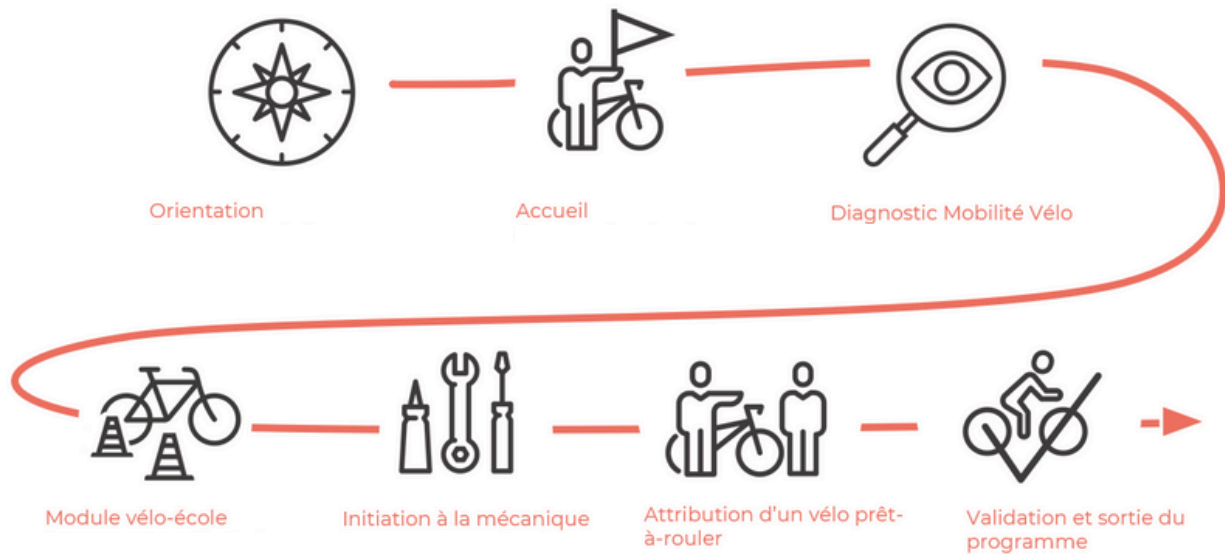 Orientation
Accueil
Diagnostic Mobilité Vélo
Module vélo-école
Initiation à la mécanique
Attribution d'un vélo prêt-
à-rouler
Validation et sortie du
programme